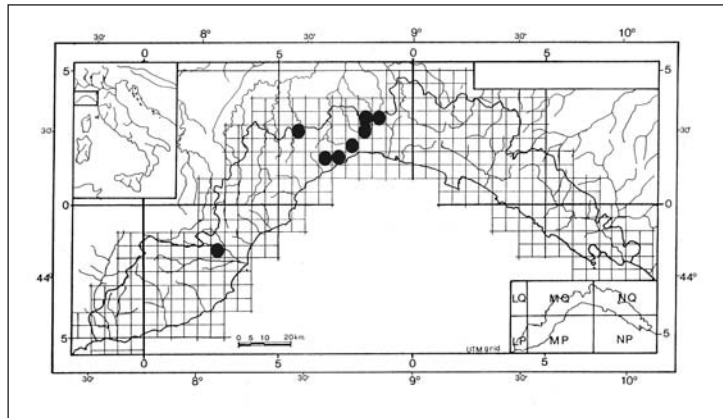 30' 8° 30' 9° 30' 10°
0 5 0 5
5 5
30' 30'
0 0
44° 44°
LQ MQ NQ
5 LP MP NP 5
0 5 10 20km
UTM grid
0 5 0 5
30' 8° 30' 9° 30' 10°